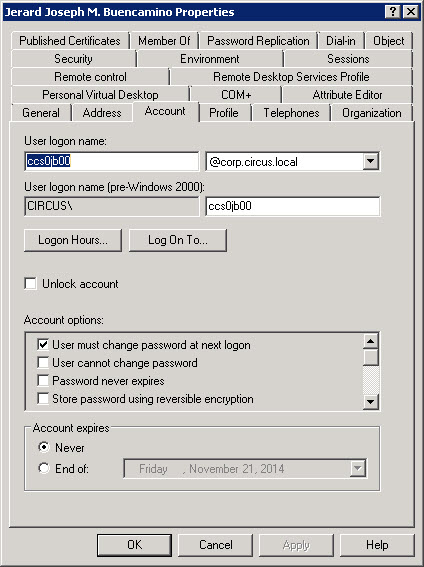 Jerard Joseph M. Buencamino Properties
Published Certificates Member Of Password Replication Dial-in Object
Security Environment Sessions
Remote control Remote Desktop Services Profile
Personal Virtual Desktop COM+ Attribute Editor
General Address Account Profile Telephones Organization
User logon name:
ccs0jb00 @corp.circus.local
User logon name (pre-Windows 2000):
CIRCUS\ ccs0jb00
Logon Hours... Log On To...
Unlock account
Account options:
User must change password at next logon
User cannot change password
Password never expires
Store password using reversible encryption
Account expires
Never
End of: Friday , November 21, 2014
OK Cancel Apply Help